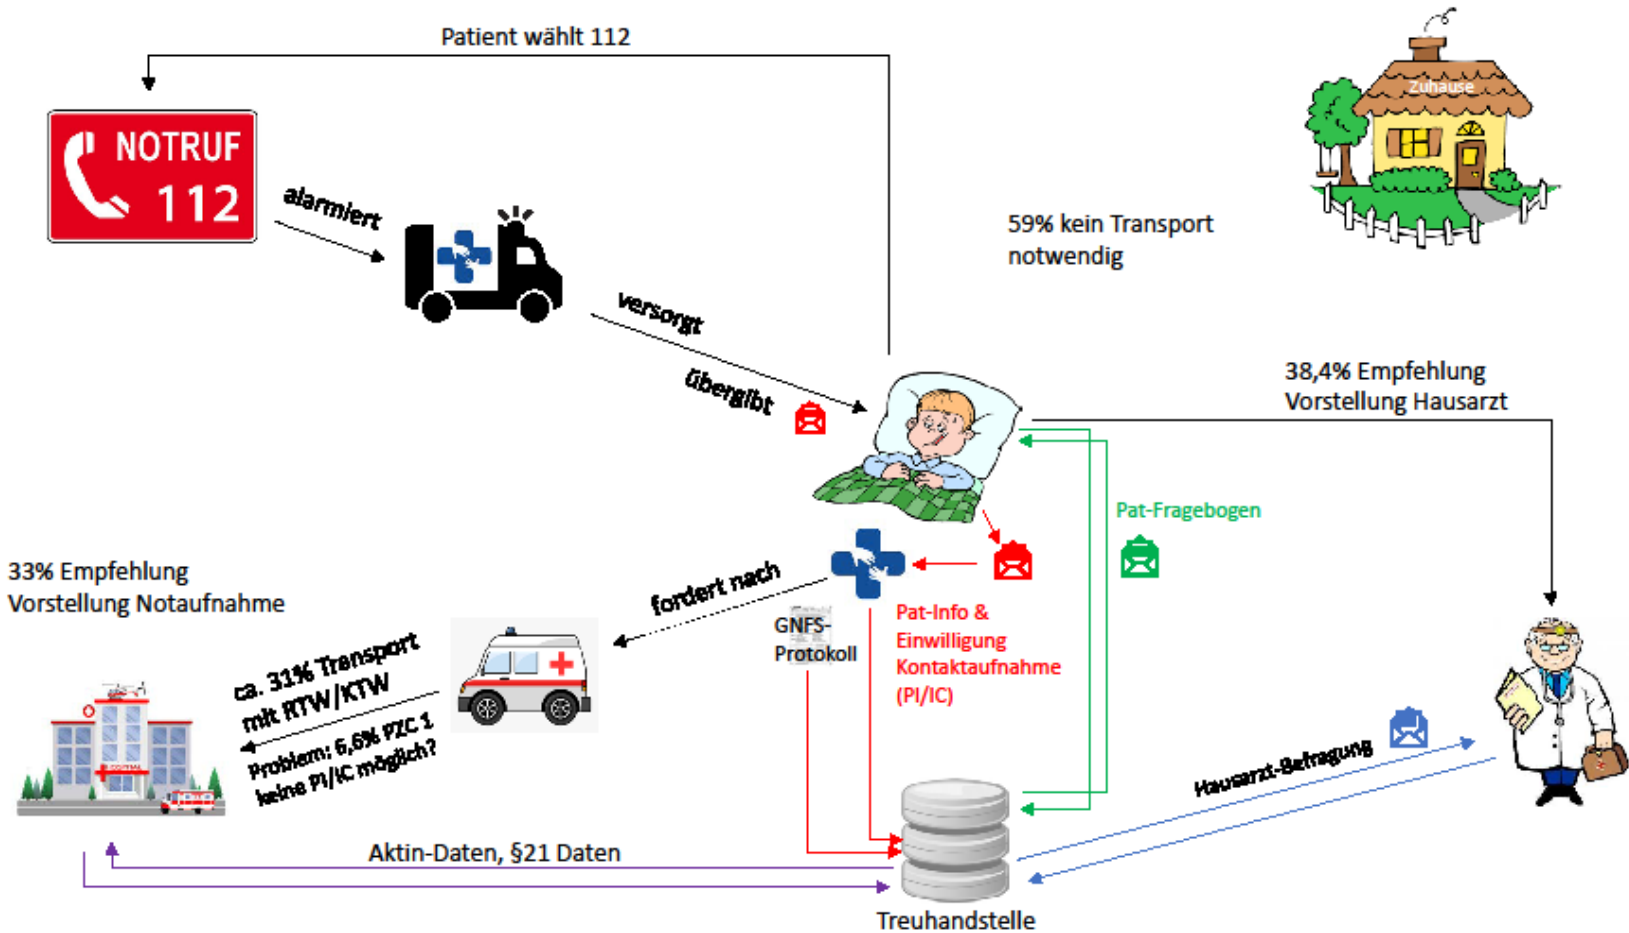 Patient wählt 112
Zuhause
NOTRUF
112
alarmiert
59% kein Transport
notwendig
versorgt
übergibt
38,4% Empfehlung
Vorstellung Hausarzt
Pat-Fragebogen
33% Empfehlung
Vorstellung Notaufnahme
fordert nach
GNFS-
Protokoll
Pat-Info &
Einwilligung
Kontaktaufnahme
(PI/IC)
ca. 31% Transport
mit RTW/KTW
Problem: 6,6% PZC 1
keine PI/IC möglich?
Hausarzt-Befragung
Aktin-Daten, §21 Daten
Treuhandstelle